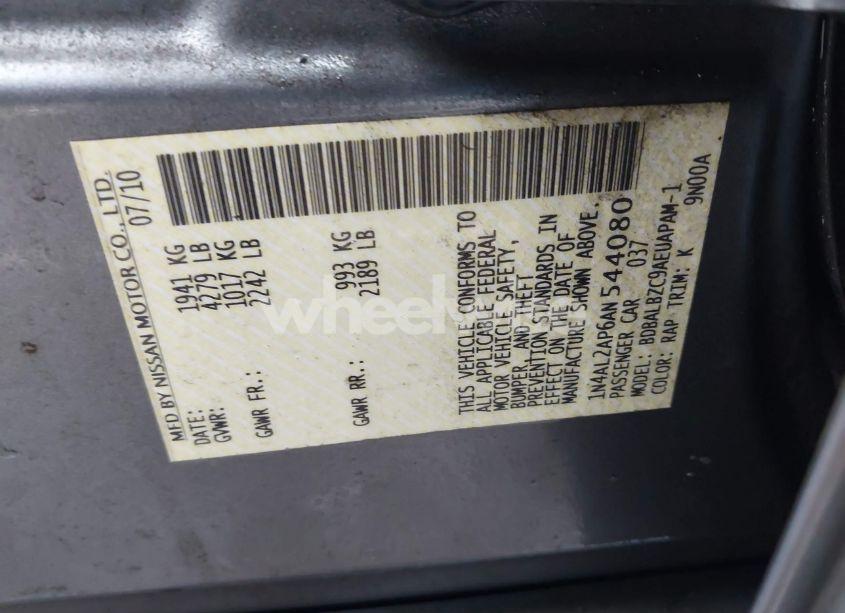 MFD BY NISSAN MOTOR CO., LTD.
DATE: 07/10
GVWR: 1941 KG
4279 LB
GAWR FR.: 1017 KG
2242 LB
GAWR RR.: 993 KG
2189 LB
THIS VEHICLE CONFORMS TO
ALL APPLICABLE FEDERAL
MOTOR VEHICLE SAFETY,
BUMPER AND THEFT
PREVENTION STANDARDS IN
EFFECT ON THE DATE OF
MANUFACTURE SHOWN ABOVE.
1N4AL2AP6AN544080
PASSENGER CAR 037
MODEL: BDBALBZC9AEUAPAM-1
COLOR: RAP TRIM: K 9N00A